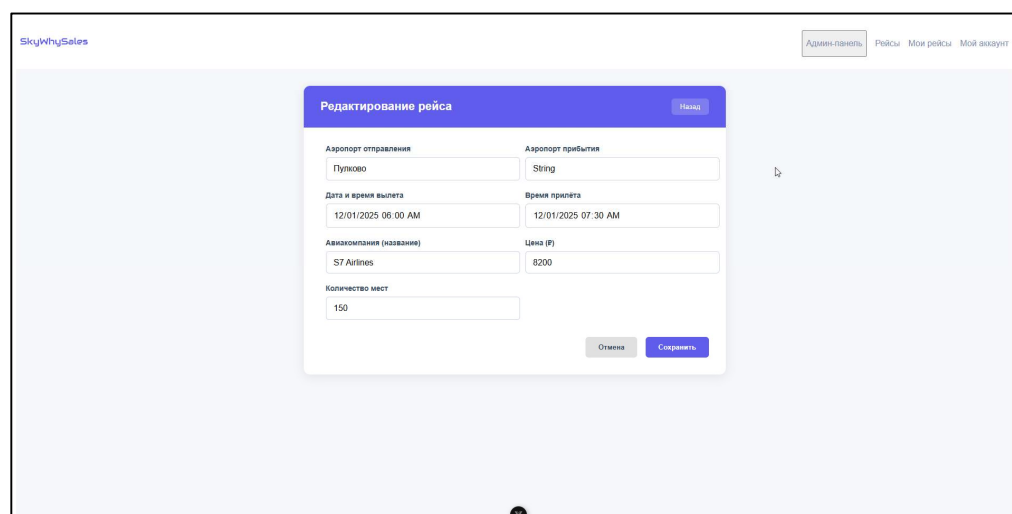 SkyWhySales
Админ-панель Рейсы Мои рейсы Мой аккаунт
Редактирование рейса
Назад
Аэропорт отправления Аэропорт прибытия
Пулково String
Дата и время вылета Время прилёта
12/01/2025 06:00 AM 12/01/2025 07:30 AM
Авиакомпания (название) Цена (₽)
S7 Airlines 8200
Количество мест
150
Отмена Сохранить